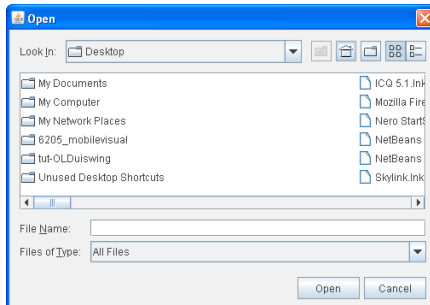 Open
Look In: Desktop
My Documents
My Computer
My Network Places
6205_mobilevisual
tut-OLDuiswing
Unused Desktop Shortcuts
ICQ 5.1.lnk
Mozilla Fire
Nero StartS
NetBeans
NetBeans
Skylink.lnk
File Name:
Files of Type: All Files
Open Cancel